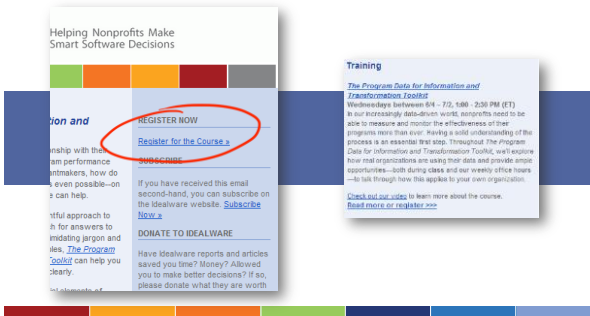 Helping Nonprofits Make
Smart Software Decisions
tion and
onship with their
ram performance
antmakers, how do
s even possible—on
e can help.
ntful approach to
ch for answers to
imidating jargon and
bles, The Program
Toolkit can help you
clearly.
ial elements of
REGISTER NOW
Register for the Course »
SUBSCRIBE
If you have received this email
second-hand, you can subscribe on
the Idealware website. Subscribe
Now »
DONATE TO IDEALWARE
Have Idealware reports and articles
saved you time? Money? Allowed
you to make better decisions? If so,
please donate what they are worth
Training
The Program Data for Information and
Transformation Toolkit
Wednesdays between 6/4 – 7/2, 1:00 - 2:30 PM (ET)
In our increasingly data-driven world, nonprofits need to be
able to measure and monitor the effectiveness of their
programs more than ever. Having a solid understanding of the
process is an essential first step. Throughout The Program
Data for Information and Transformation Toolkit, we'll explore
how real organizations are using their data and provide ample
opportunities—both during class and our weekly office hours
—to talk through how this applies to your own organization.
Check out our video to learn more about the course.
Read more or register >>>